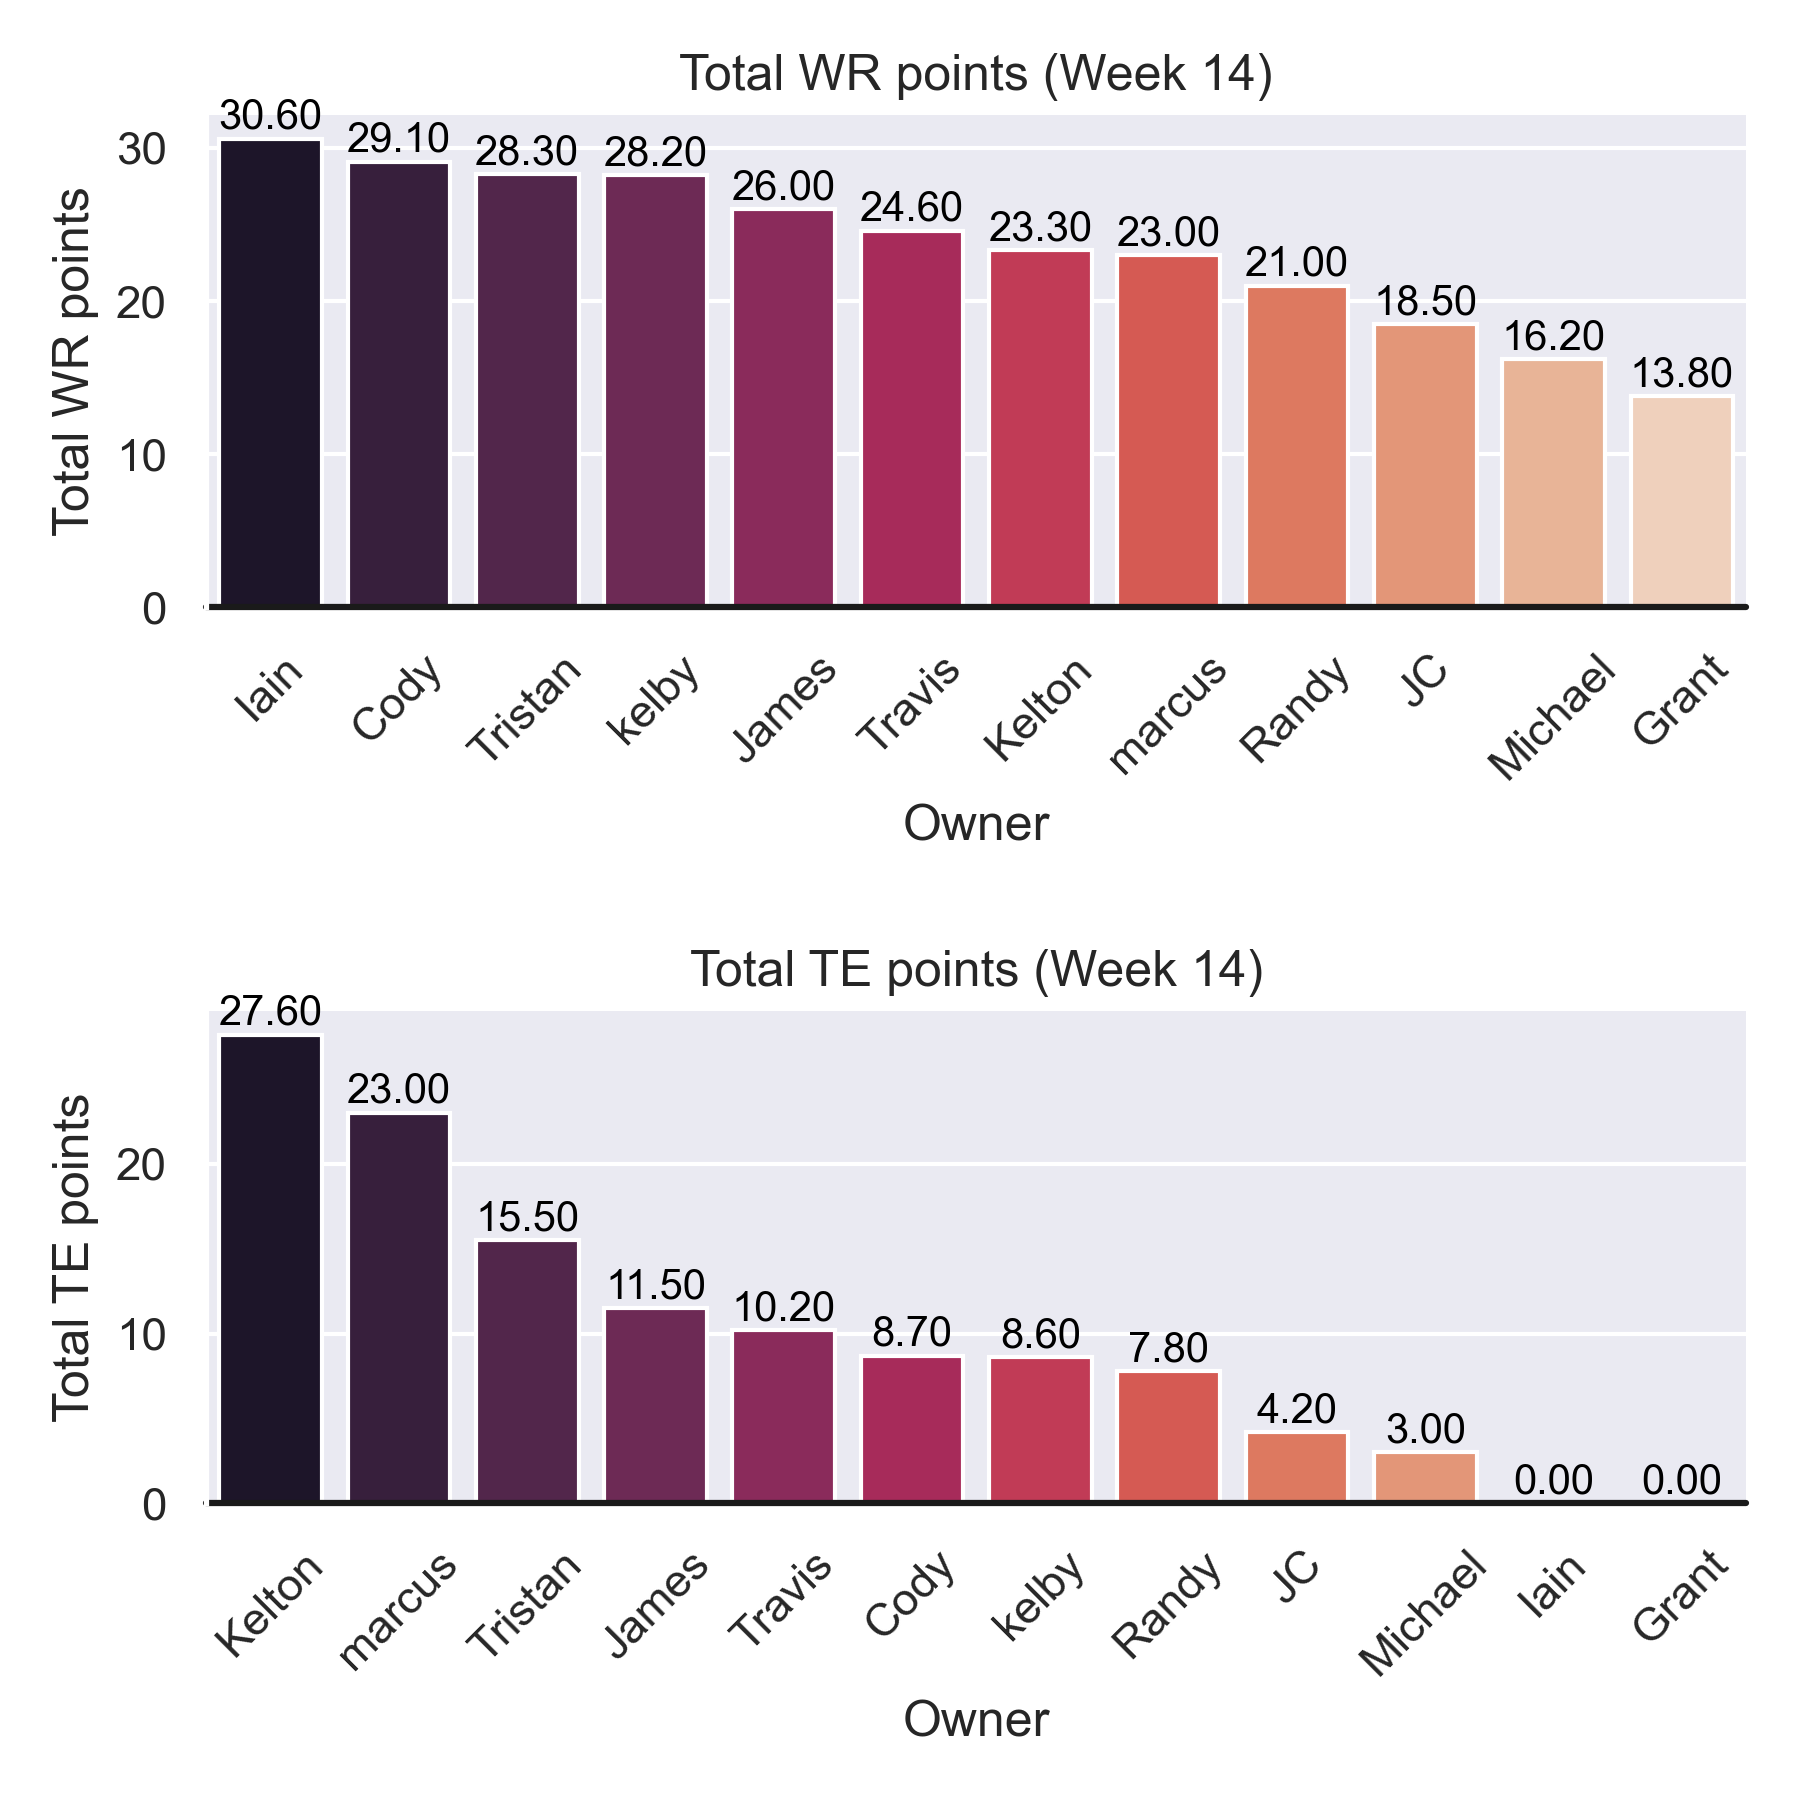 Total WR points (Week 14)
Total WR points
30
20
10
0
30.60
29.10
28.30
28.20
26.00
24.60
23.30
23.00
21.00
18.50
16.20
13.80
Iain
Cody
Tristan
kelby
James
Travis
Kelton
marcus
Randy
JC
Michael
Grant
Owner
Total TE points (Week 14)
Total TE points
20
10
0
27.60
23.00
15.50
11.50
10.20
8.70
8.60
7.80
4.20
3.00
0.00
0.00
Kelton
marcus
Tristan
James
Travis
Cody
kelby
Randy
JC
Michael
Iain
Grant
Owner